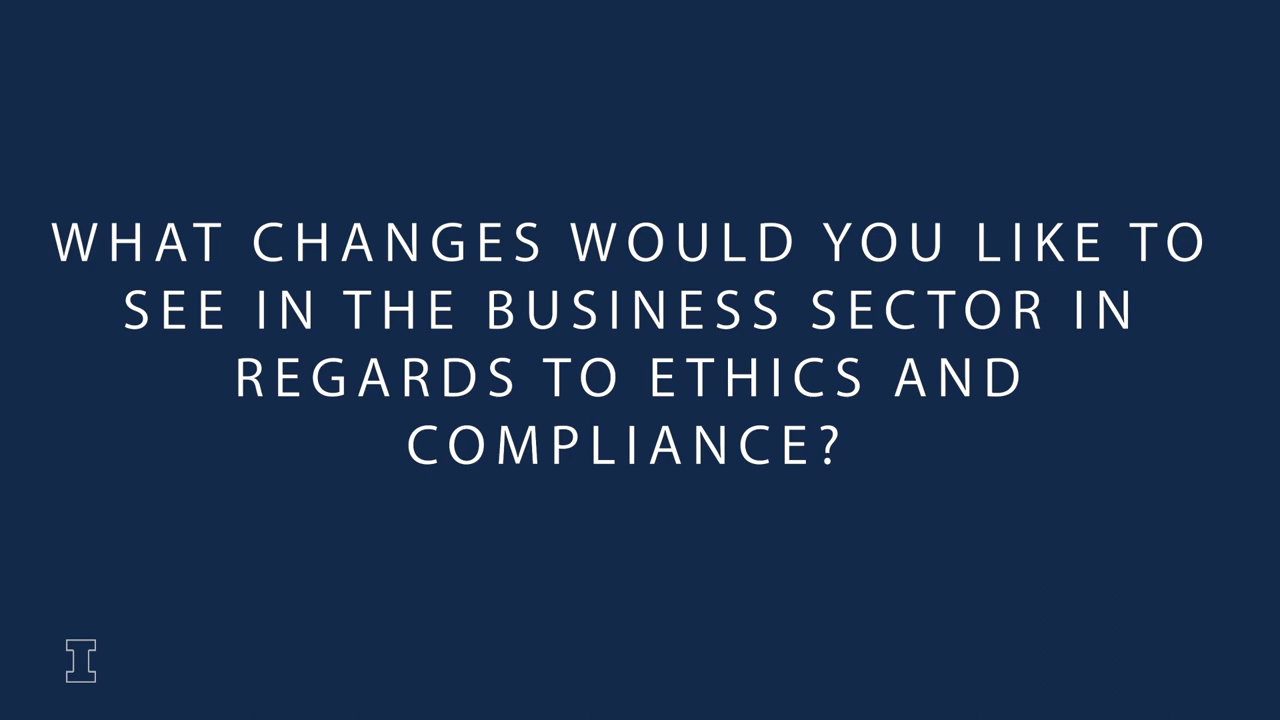 WHAT CHANGES WOULD YOU LIKE TO
SEE IN THE BUSINESS SECTOR IN
REGARDS TO ETHICS AND
COMPLIANCE?
I